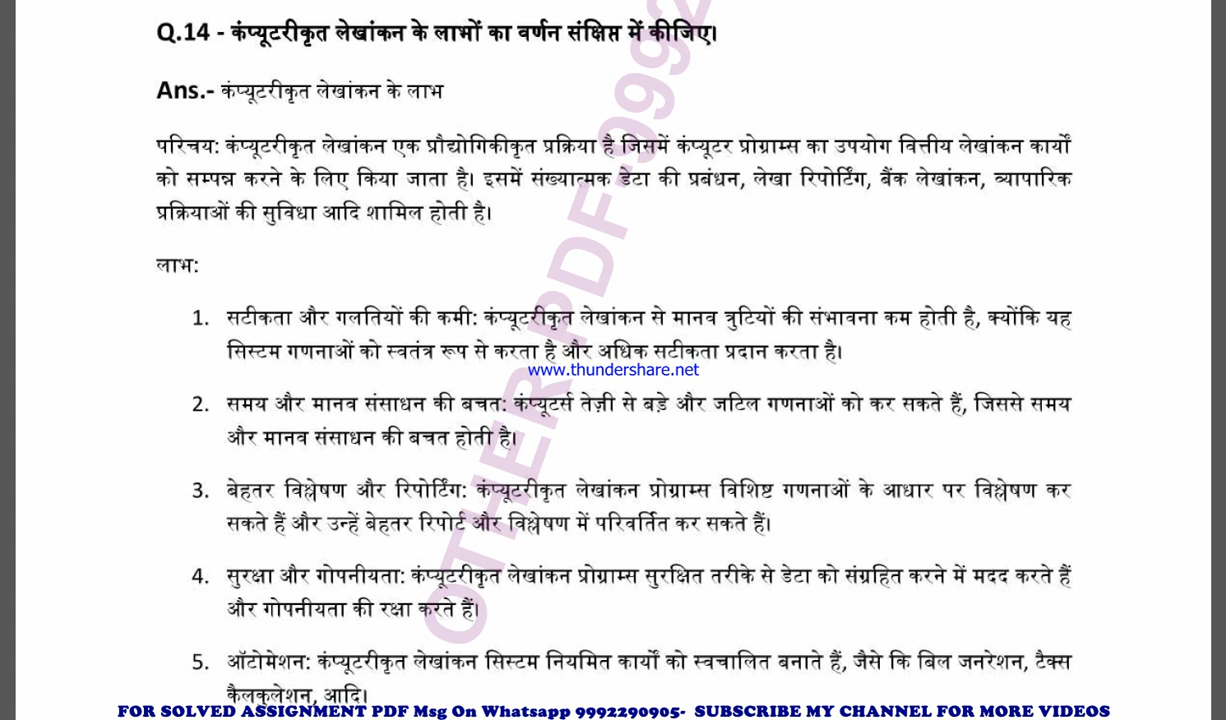 Q.14 - कंप्यूटरीकृत लेखांकन के लाभों का वर्णन संक्षिप्त में कीजिए।
Ans.- कंप्यूटरीकृत लेखांकन के लाभ
परिचय: कंप्यूटरीकृत लेखांकन एक प्रौद्योगिकीकृत प्रक्रिया है जिसमें कंप्यूटर प्रोग्राम्स का उपयोग वित्तीय लेखांकन कार्यों
को सम्पन्न करने के लिए किया जाता है। इसमें संख्यात्मक डेटा की प्रबंधन, लेखा रिपोर्टिंग, बैंक लेखांकन, व्यापारिक
प्रक्रियाओं की सुविधा आदि शामिल होती है।
लाभ:
1. सटीकता और गलतियों की कमी: कंप्यूटरीकृत लेखांकन से मानव त्रुटियों की संभावना कम होती है, क्योंकि यह
सिस्टम गणनाओं को स्वतंत्र रूप से करता है और अधिक सटीकता प्रदान करता है।
www.thundershare.net
2. समय और मानव संसाधन की बचत: कंप्यूटर्स तेज़ी से बड़े और जटिल गणनाओं को कर सकते हैं, जिससे समय
और मानव संसाधन की बचत होती है।
3. बेहतर विश्लेषण और रिपोर्टिंग: कंप्यूटरीकृत लेखांकन प्रोग्राम्स विशिष्ट गणनाओं के आधार पर विश्लेषण कर
सकते हैं और उन्हें बेहतर रिपोर्ट और विश्लेषण में परिवर्तित कर सकते हैं।
4. सुरक्षा और गोपनीयता: कंप्यूटरीकृत लेखांकन प्रोग्राम्स सुरक्षित तरीके से डेटा को संग्रहित करने में मदद करते हैं
और गोपनीयता की रक्षा करते हैं।
5. ऑटोमेशन: कंप्यूटरीकृत लेखांकन सिस्टम नियमित कार्यों को स्वचालित बनाते हैं, जैसे कि बिल जनरेशन, टैक्स
कैलकुलेशन, आदि।
OTHER PDF-9992
FOR SOLVED ASSIGNMENT PDF Msg On Whatsapp 9992290905- SUBSCRIBE MY CHANNEL FOR MORE VIDEOS